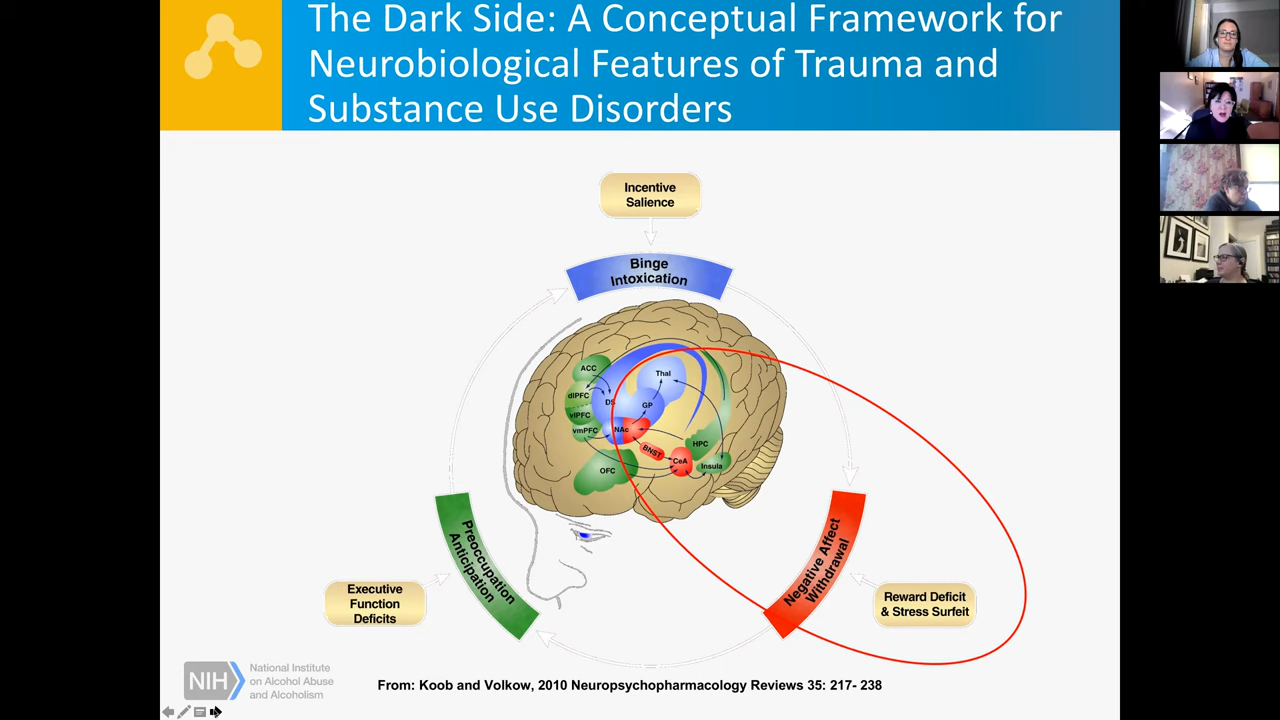 The Dark Side: A Conceptual Framework for
Neurobiological Features of Trauma and
Substance Use Disorders
Incentive
Salience
Binge
Intoxication
ACC
Thal
dlPFC
DS
GP
vlPFC
vmPFC
NAc
HPC
BNST
CeA
Insula
OFC
Preoccupation
Anticipation
Negative Affect
Withdrawal
Executive
Function
Deficits
Reward Deficit
& Stress Surfeit
NIH
National Institute
on Alcohol Abuse
and Alcoholism
From: Koob and Volkow, 2010 Neuropsychopharmacology Reviews 35: 217- 238